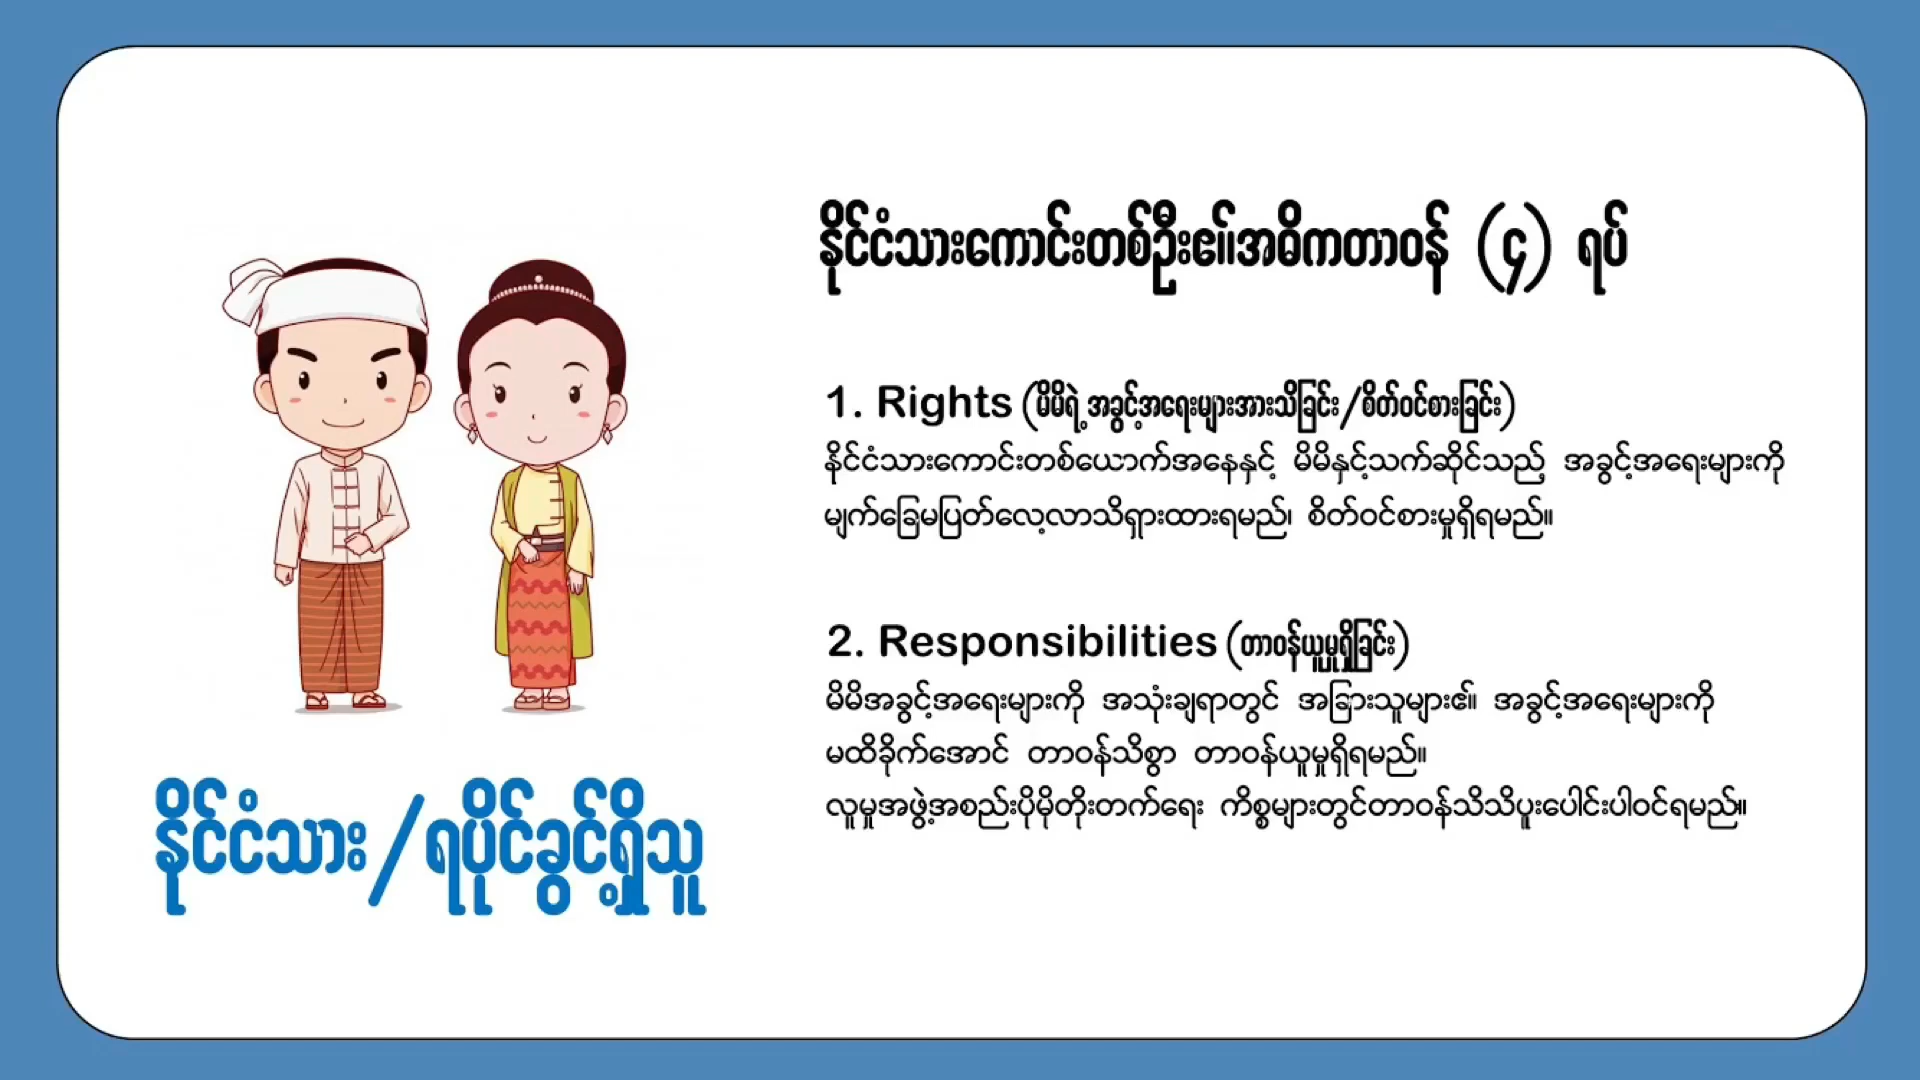 နိုင်ငံသားကောင်းတစ်ဦး၏အဓိကတာဝန် (၄) ရပ်
1. Rights (မိမိရဲ့အခွင့်အရေးများအားသိခြင်း/စိတ်ဝင်စားခြင်း)
နိုင်ငံသားကောင်းတစ်ယောက်အနေနှင့် မိမိနှင့်သက်ဆိုင်သည့် အခွင့်အရေးများကို
မျက်ခြေမပြတ်လေ့လာသိရှားထားရမည်၊ စိတ်ဝင်စားမှုရှိရမည်။
2. Responsibilities (တာဝန်ယူမှုရှိခြင်း)
မိမိအခွင့်အရေးများကို အသုံးချရာတွင် အခြားသူများ၏ အခွင့်အရေးများကို
မထိခိုက်အောင် တာဝန်သိစွာ တာဝန်ယူမှုရှိရမည်။
လူမှုအဖွဲ့အစည်းပိုမိုတိုးတက်ရေး ကိစ္စများတွင်တာဝန်သိသိပူးပေါင်းပါဝင်ရမည်။
နိုင်ငံသား/ရပိုင်ခွင့်ရှိသူ